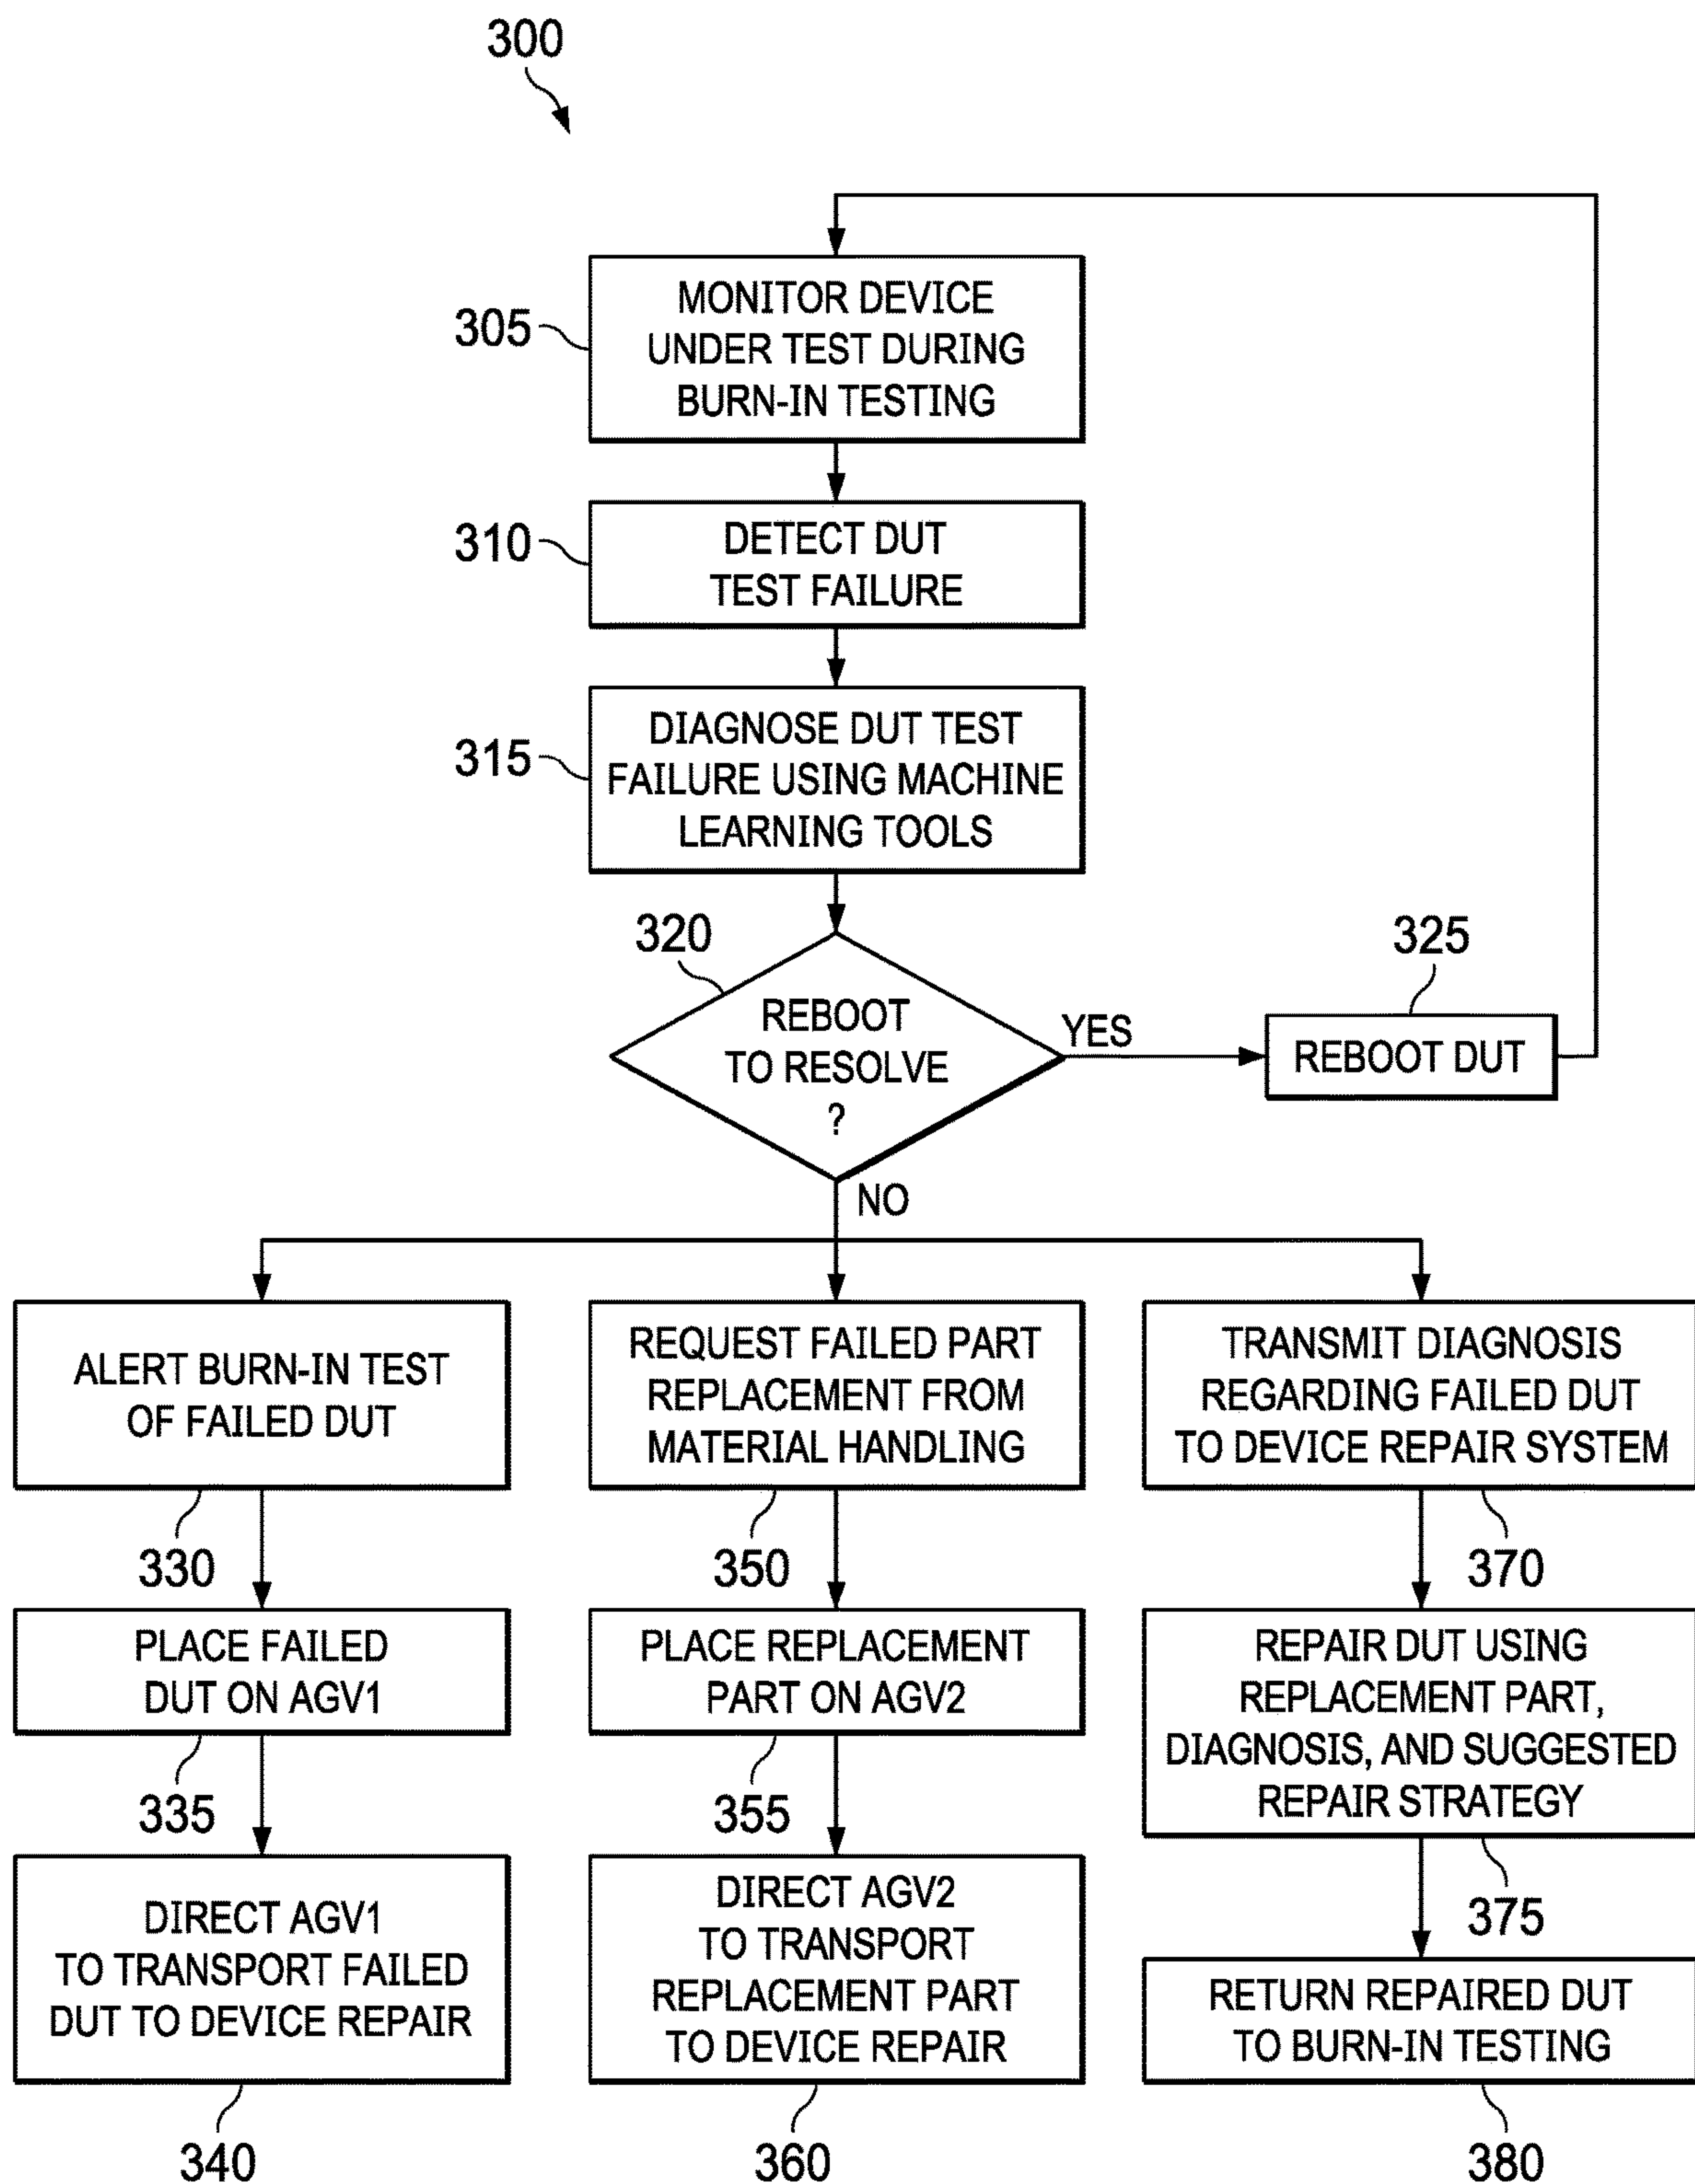 300
305
MONITOR DEVICE
UNDER TEST DURING
BURN-IN TESTING
310
DETECT DUT
TEST FAILURE
315
DIAGNOSE DUT TEST
FAILURE USING MACHINE
LEARNING TOOLS
320
REBOOT
TO RESOLVE
?
YES
325
REBOOT DUT
NO
ALERT BURN-IN TEST
OF FAILED DUT
330
PLACE FAILED
DUT ON AGV1
335
DIRECT AGV1
TO TRANSPORT FAILED
DUT TO DEVICE REPAIR
340
REQUEST FAILED PART
REPLACEMENT FROM
MATERIAL HANDLING
350
PLACE REPLACEMENT
PART ON AGV2
355
DIRECT AGV2
TO TRANSPORT
REPLACEMENT PART
TO DEVICE REPAIR
360
TRANSMIT DIAGNOSIS
REGARDING FAILED DUT
TO DEVICE REPAIR SYSTEM
370
REPAIR DUT USING
REPLACEMENT PART,
DIAGNOSIS, AND SUGGESTED
REPAIR STRATEGY
375
RETURN REPAIRED DUT
TO BURN-IN TESTING
380